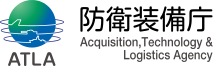 防衛装備庁
Acquisition,Technology &
Logistics Agency
ATLA